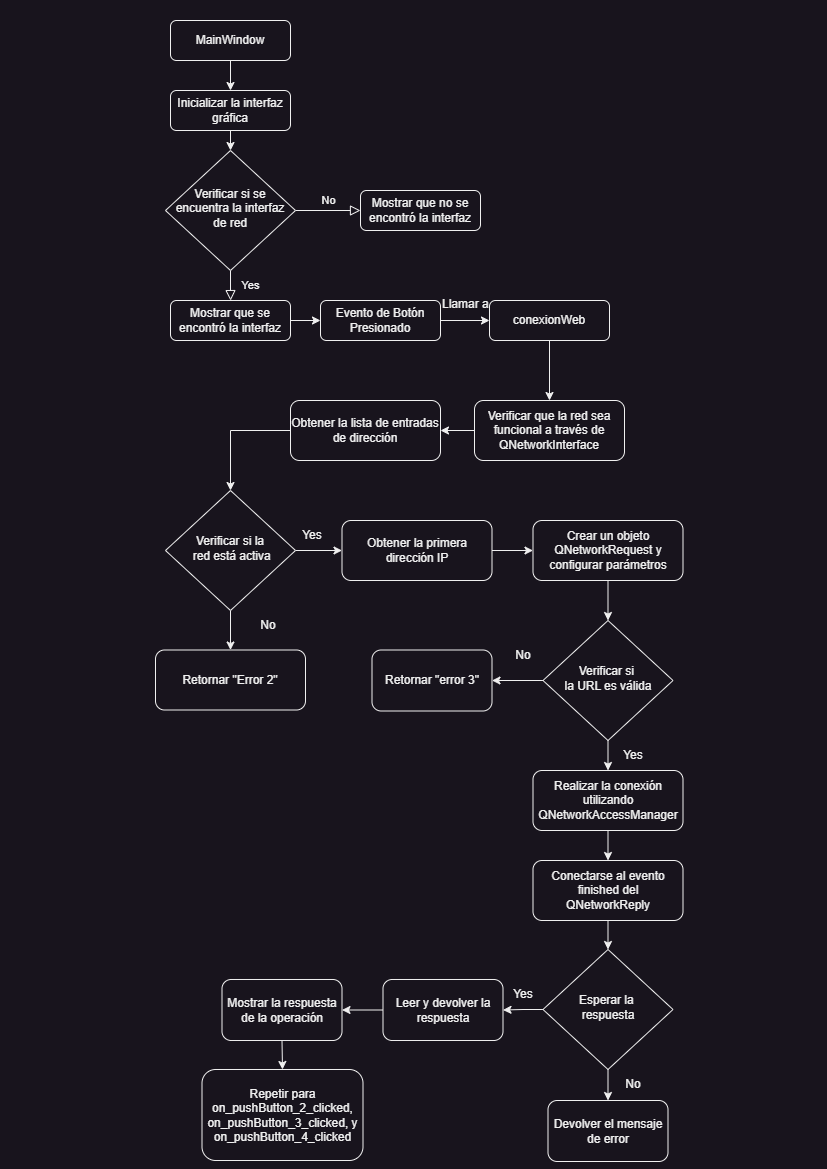 MainWindow
Inicializar la interfaz
gráfica
Verificar si se
encuentra la interfaz
de red
No
Mostrar que no se
encontró la interfaz
Yes
Mostrar que se
encontró la interfaz
Evento de Botón
Presionado
Llamar a
conexionWeb
Verificar que la red sea
funcional a través de
QNetworkInterface
Obtener la lista de entradas
de dirección
Verificar si la
red está activa
Yes
Obtener la primera
dirección IP
Crear un objeto
QNetworkRequest y
configurar parámetros
No
Retornar "Error 2"
Verificar si
la URL es válida
No
Retornar "error 3"
Yes
Realizar la conexión
utilizando
QNetworkAccessManager
Conectarse al evento
finished del
QNetworkReply
Esperar la
respuesta
Yes
Leer y devolver la
respuesta
Mostrar la respuesta
de la operación
Repetir para
on_pushButton_2_clicked,
on_pushButton_3_clicked, y
on_pushButton_4_clicked
No
Devolver el mensaje
de error